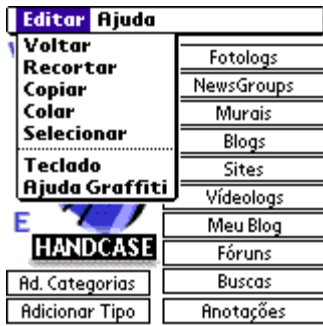 Editar Ajuda
Voltar
Recortar
Copiar
Colar
Selecionar
Teclado
Ajuda Graffiti
Fotologs
NewsGroups
Murais
Blogs
Sites
Vídeologs
Meu Blog
Fóruns
Buscas
Anotações
E
HANDCASE
Ad. Categorias
Adicionar Tipo